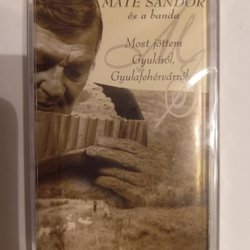 MÁTÉ SÁNDOR
és a banda
Most jöttem
Gyuláról,
Gyulafehérvárról...